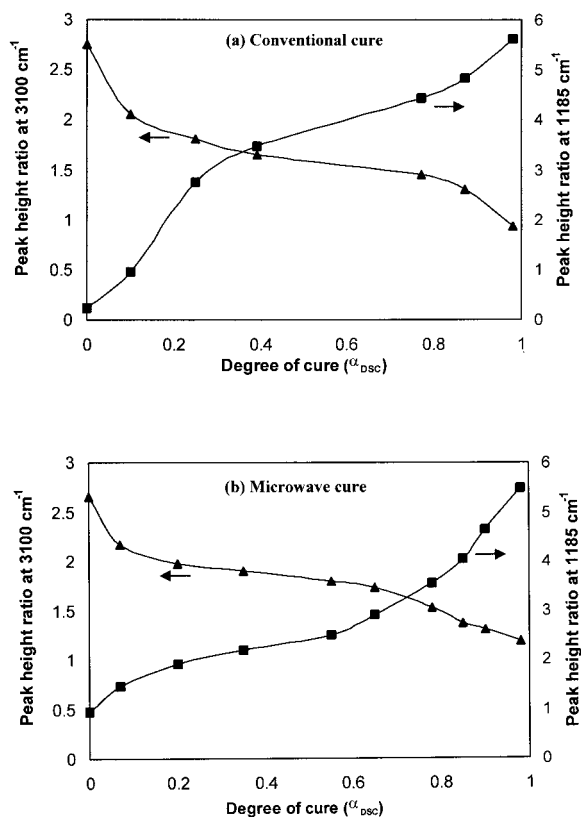 (a) Conventional cure
Peak height ratio at 3100 cm⁻¹
3
2.5
2
1.5
1
0.5
0
6
5
4
3
2
1
0
Peak height ratio at 1185 cm⁻¹
0 0.2 0.4 0.6 0.8 1
Degree of cure (αDSC)
(b) Microwave cure
Peak height ratio at 3100 cm⁻¹
3
2.5
2
1.5
1
0.5
0
6
5
4
3
2
1
0
Peak height ratio at 1185 cm⁻¹
0 0.2 0.4 0.6 0.8 1
Degree of cure (αDSC)